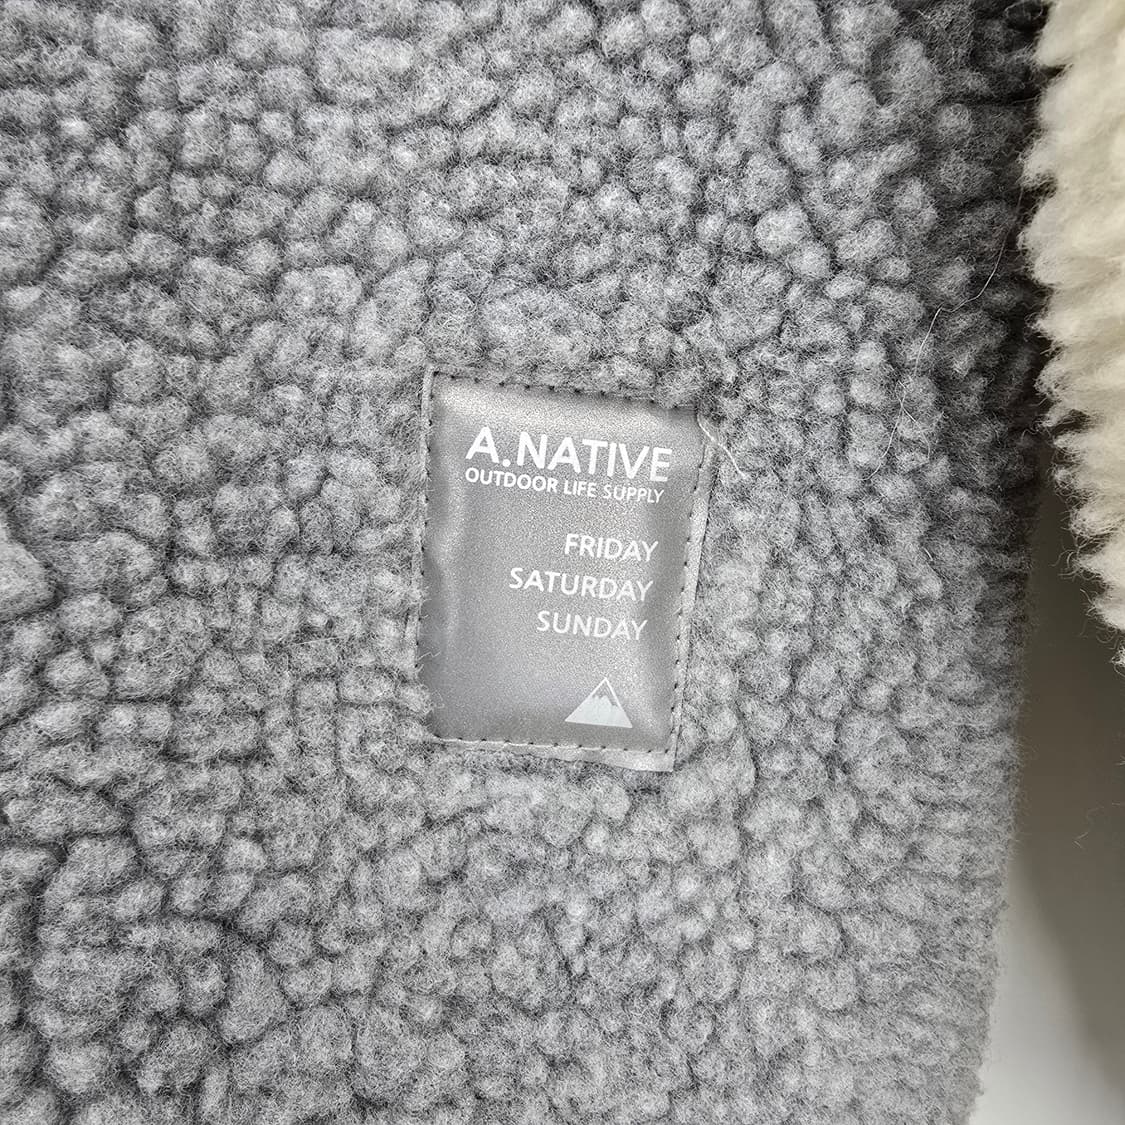 A.NATIVE
OUTDOOR LIFE SUPPLY
FRIDAY
SATURDAY
SUNDAY